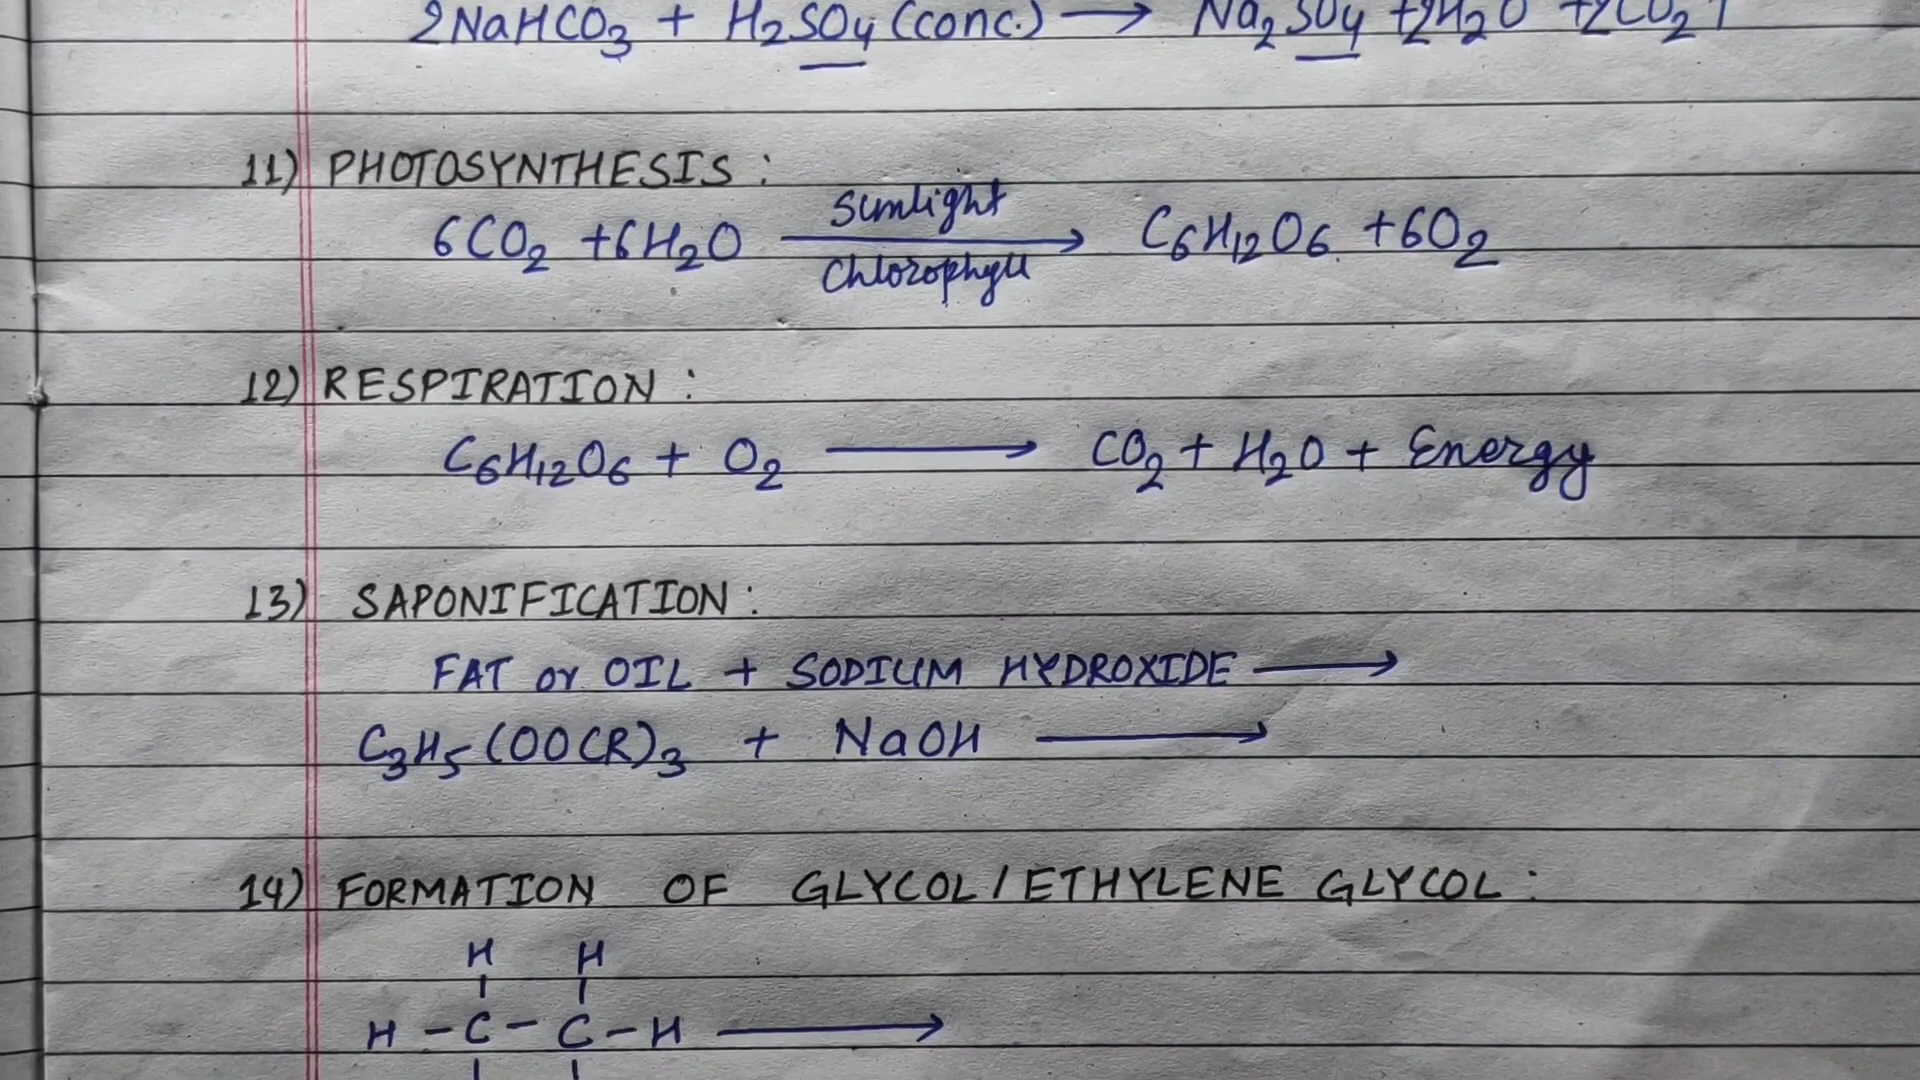 2NaHCO₃ + H₂SO₄ (conc.) → Na₂SO₄ + 2H₂O + 2CO₂↑
11) PHOTOSYNTHESIS :
Sunlight
6CO₂ + 6H₂O → C₆H₁₂O₆ + 6O₂
Chlorophyll
12) RESPIRATION :
C₆H₁₂O₆ + O₂ → CO₂ + H₂O + Energy
13) SAPONIFICATION :
FAT or OIL + SODIUM HYDROXIDE →
C₃H₅(OOCR)₃ + NaOH →
14) FORMATION OF GLYCOL/ETHYLENE GLYCOL :
H H
H – C – C – H →